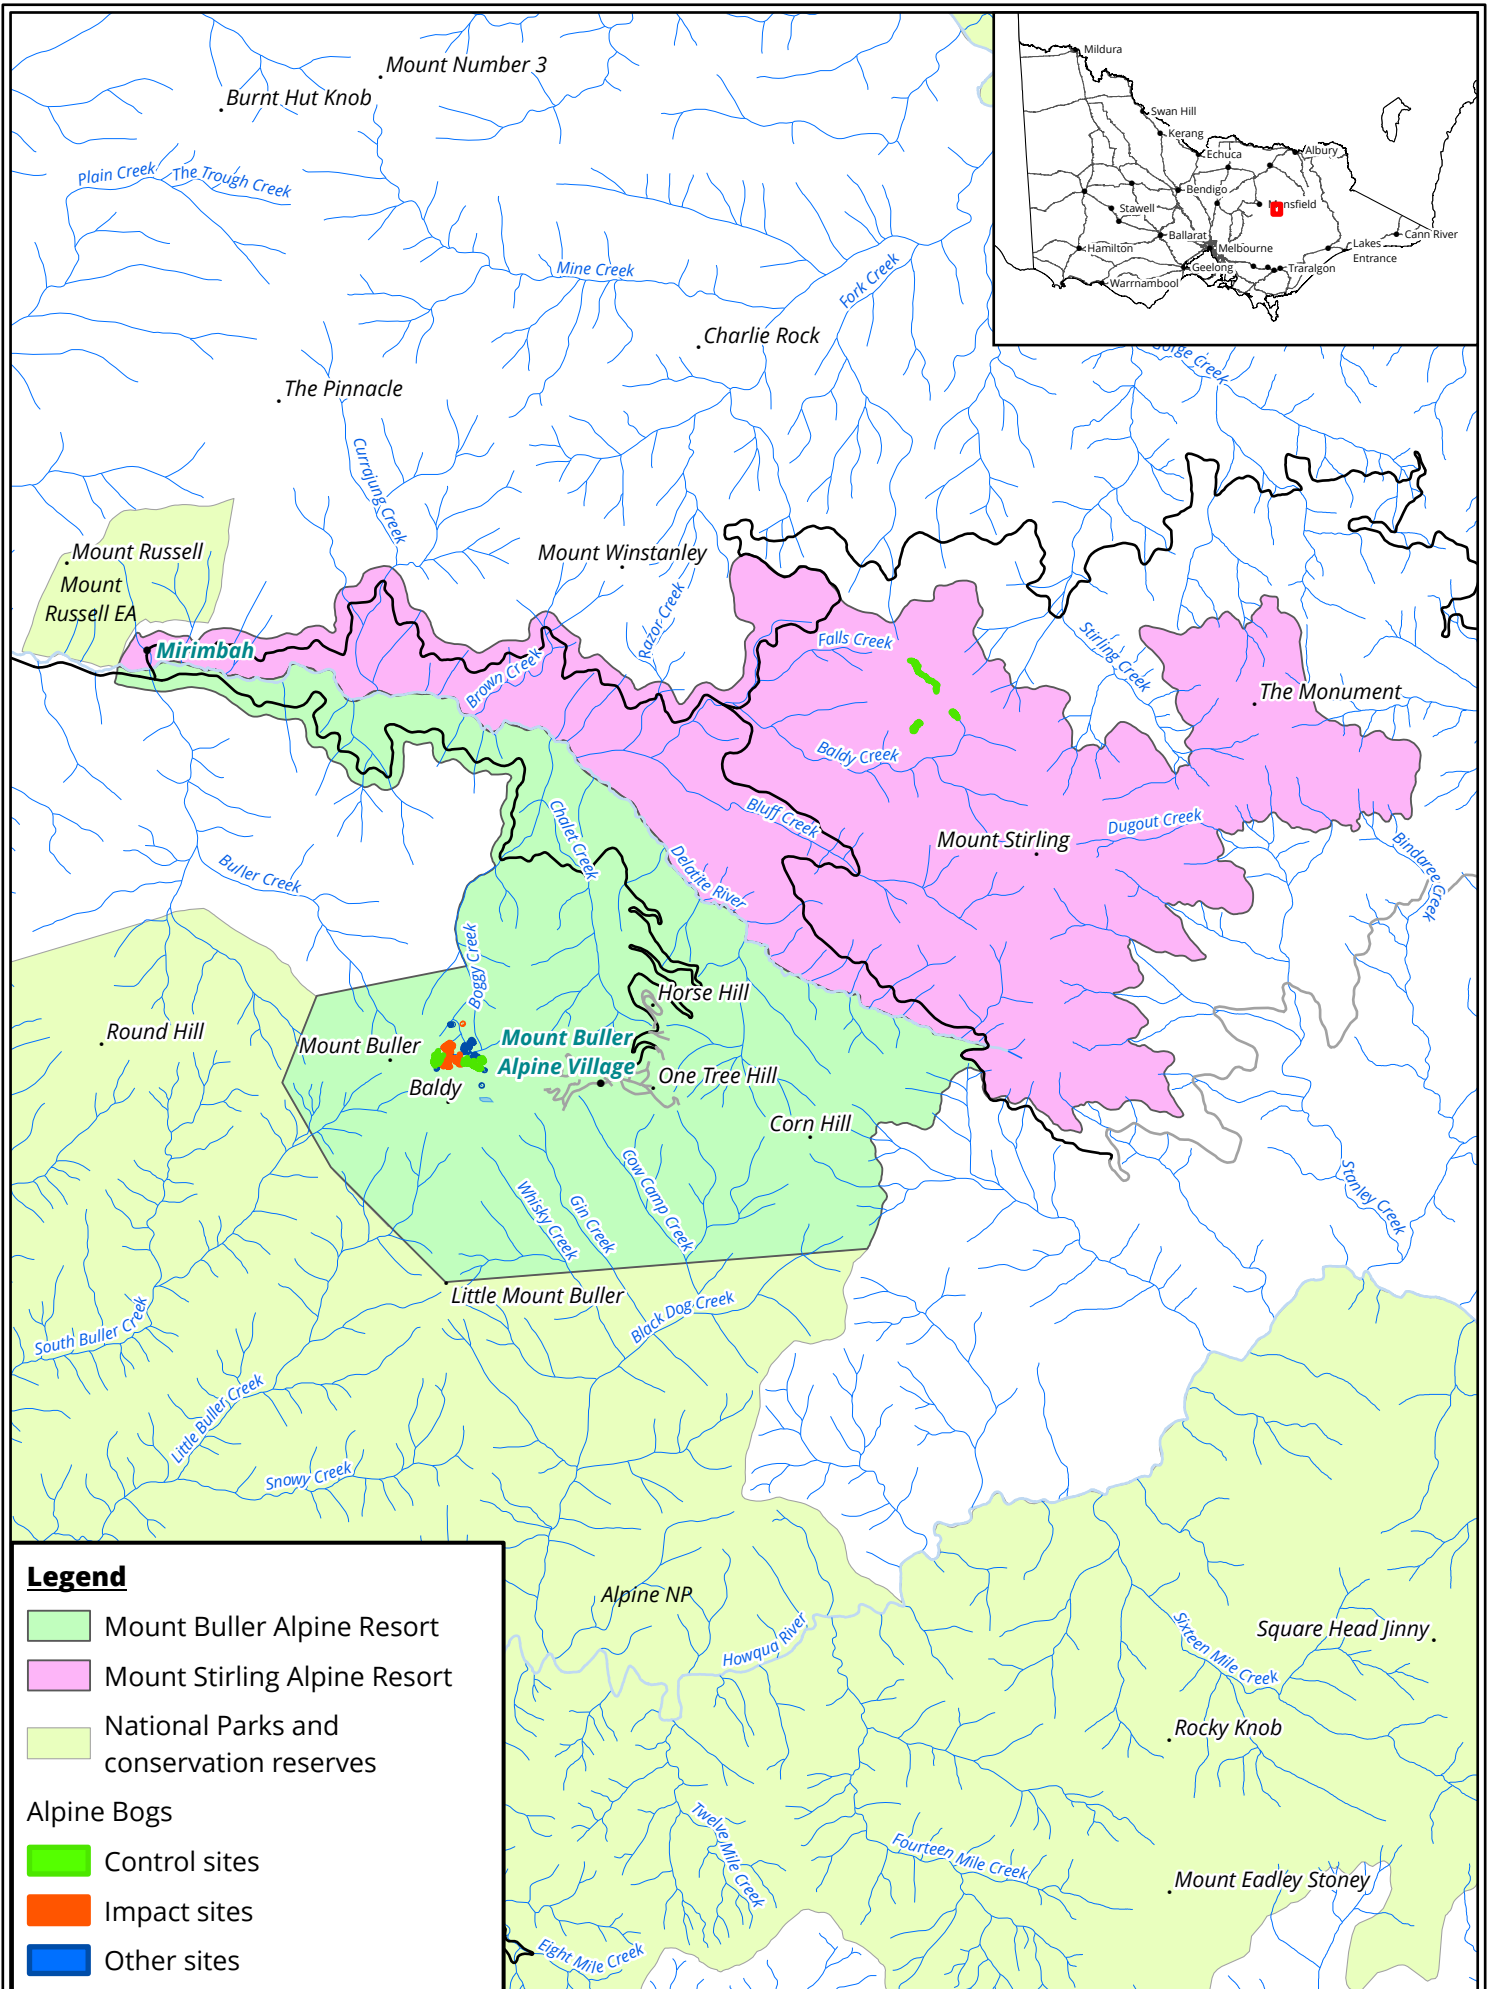 Mount Number 3
Burnt Hut Knob
Plain Creek
The Trough Creek
Mine Creek
Fork Creek
Charlie Rock
The Pinnacle
Currajung Creek
Mildura
Swan Hill
Kerang
Echuca
Albury
Bendigo
Stawell
Mansfield
Ballarat
Cann River
Hamilton
Melbourne
Lakes
Entrance
Geelong
Traralgon
Warrnambool
Creek
Mount Russell
Mount
Russell EA
Mount Winstanley
Razor Creek
Mirimbah
Brown Creek
Falls Creek
Stirling Creek
The Monument
Baldy Creek
Bluff Creek
Chalet Creek
Mount Stirling
Dugout Creek
Bindaree Creek
Delatite River
Buller Creek
Boggy Creek
Horse Hill
Round Hill
Mount Buller
Mount Buller
Alpine Village
Baldy
One Tree Hill
Corn Hill
Cow Camp Creek
Whisky Creek
Gin Creek
Stanley Creek
Little Mount Buller
Black Dog Creek
South Buller Creek
Little Buller Creek
Snowy Creek
Alpine NP
Howqua River
Sixteen Mile Creek
Square Head Jinny
Rocky Knob
Twelve Mile Creek
Fourteen Mile Creek
Mount Eadley Stoney
Eight Mile Creek
Legend
Mount Buller Alpine Resort
Mount Stirling Alpine Resort
National Parks and
conservation reserves
Alpine Bogs
Control sites
Impact sites
Other sites